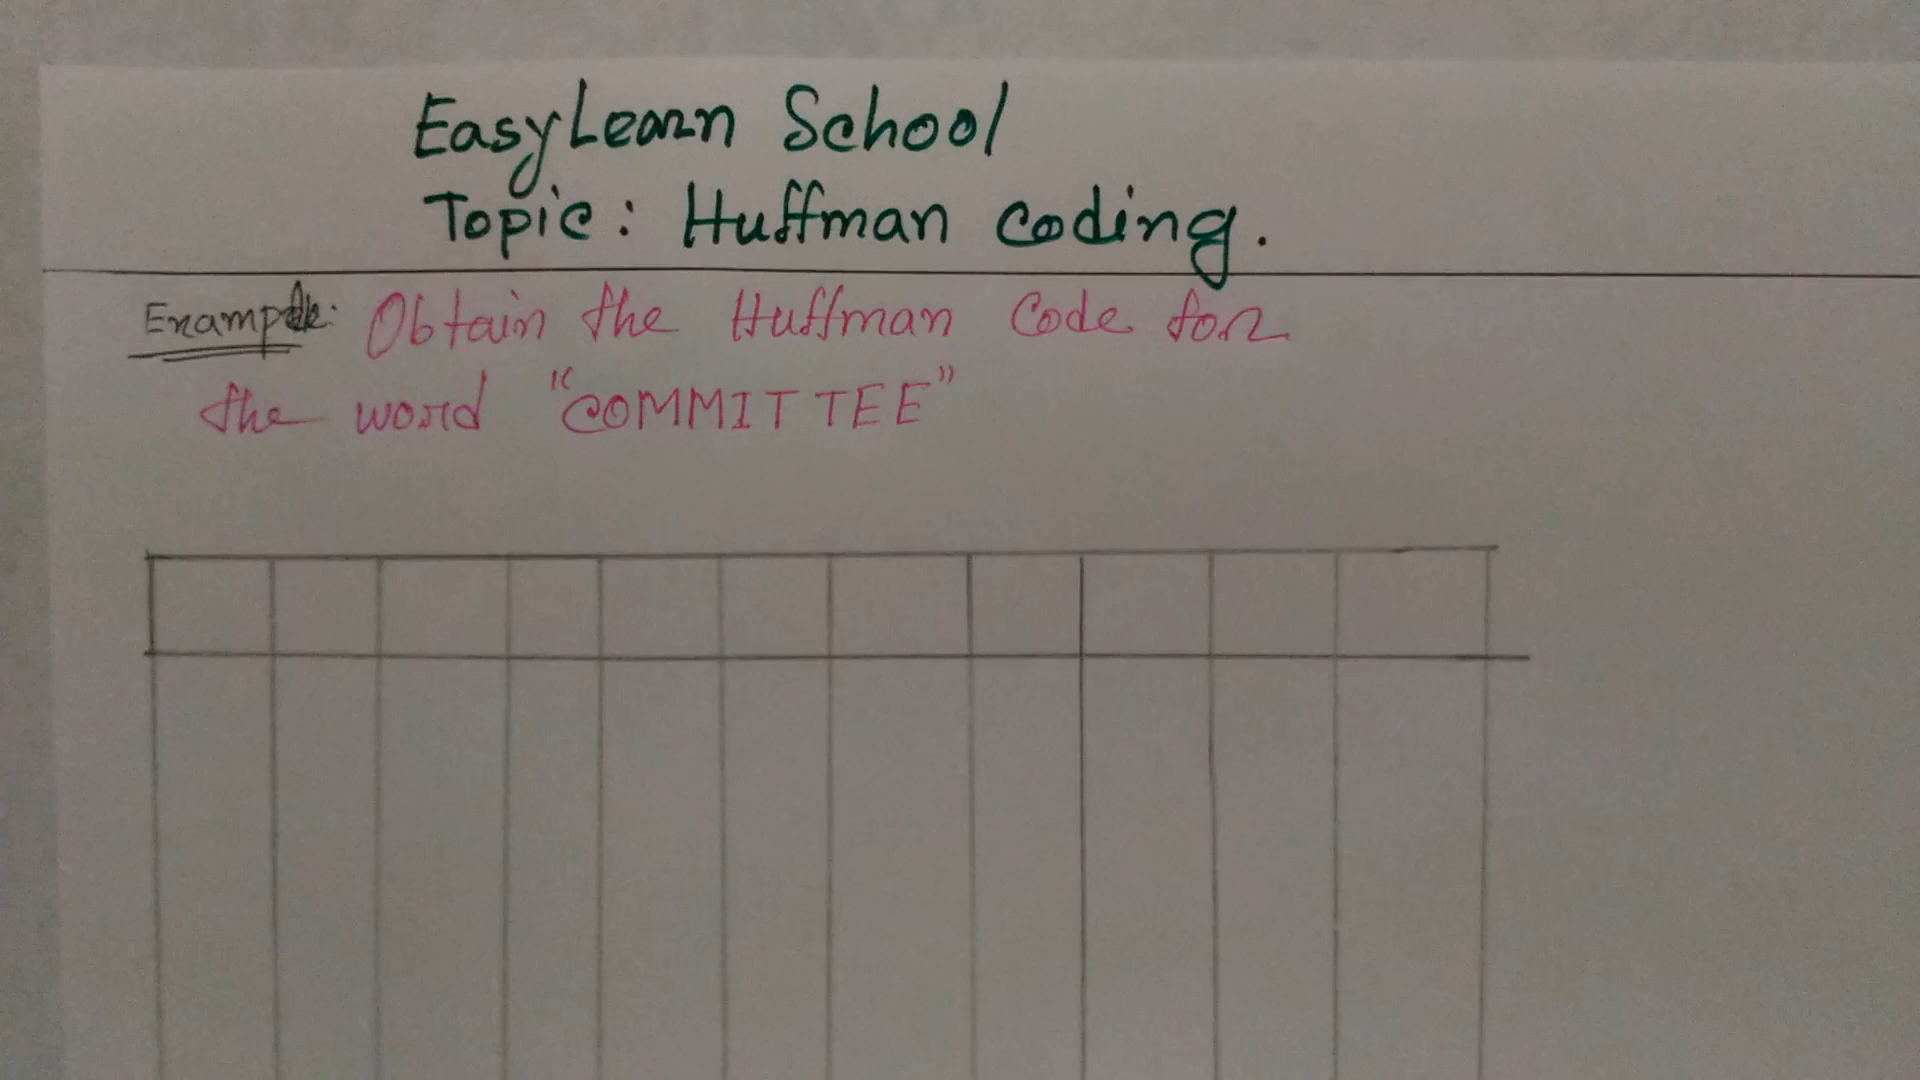 EasyLearn School
Topic: Huffman coding.
Example: Obtain the Huffman Code for
the word "COMMITTEE"